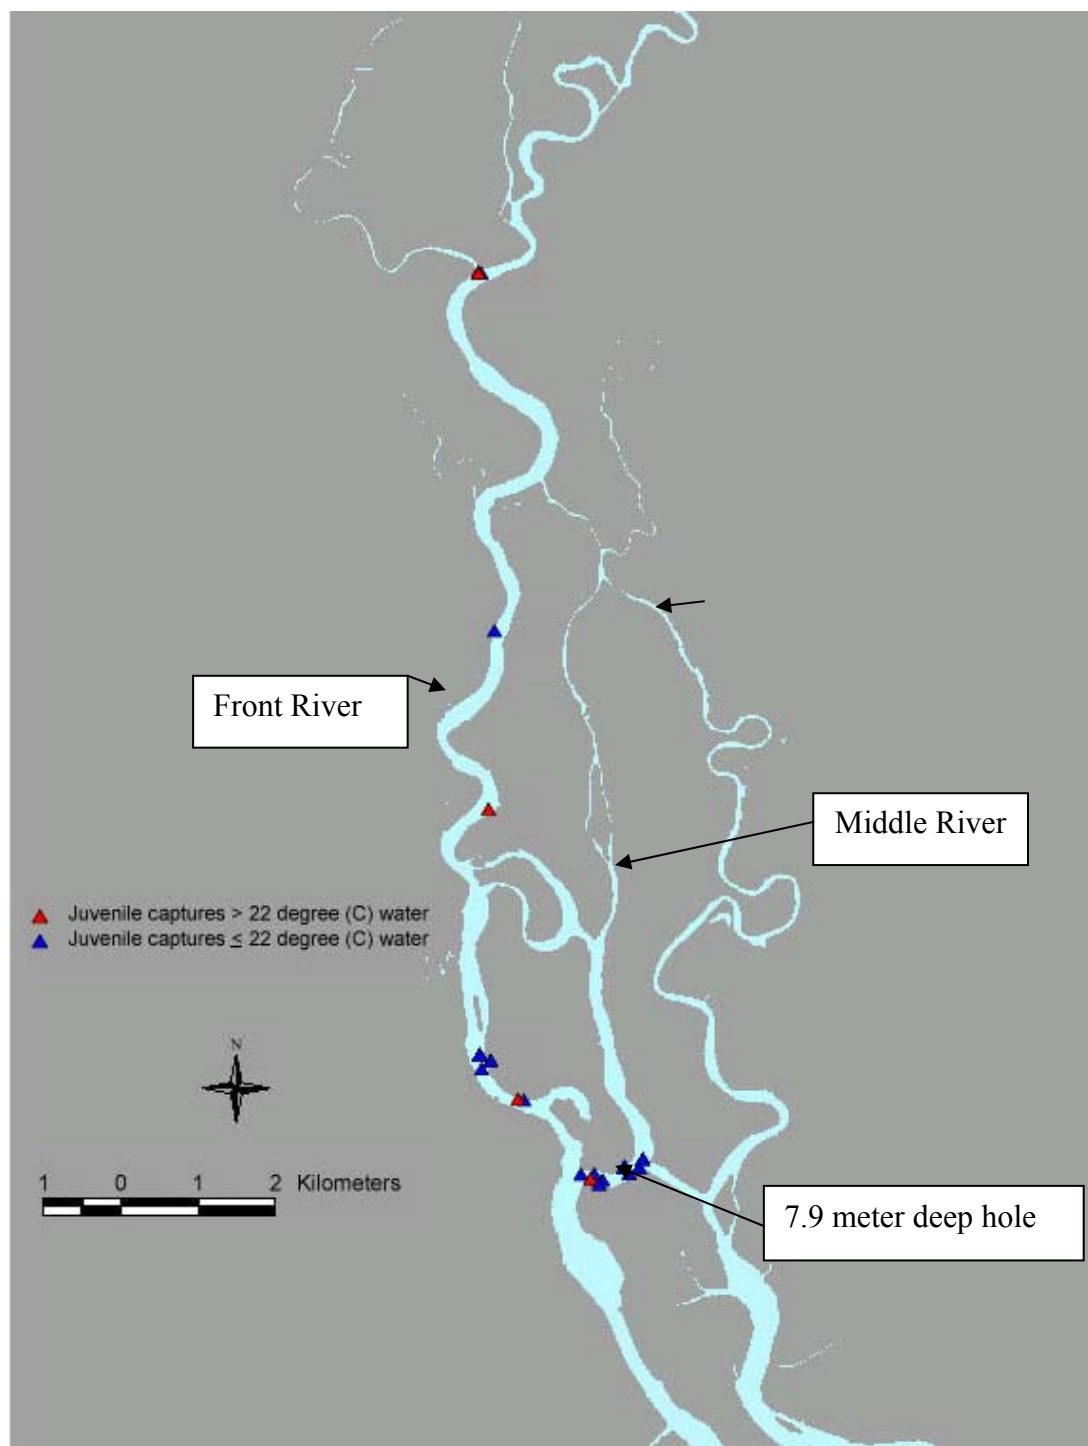 Front River
Middle River
Juvenile captures > 22 degree (C) water
Juvenile captures ≤ 22 degree (C) water
N
1 0 1 2 Kilometers
7.9 meter deep hole